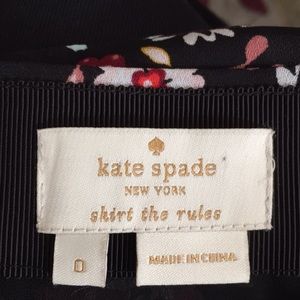 kate spade
NEW YORK
skirt the rules
0
MADE IN CHINA